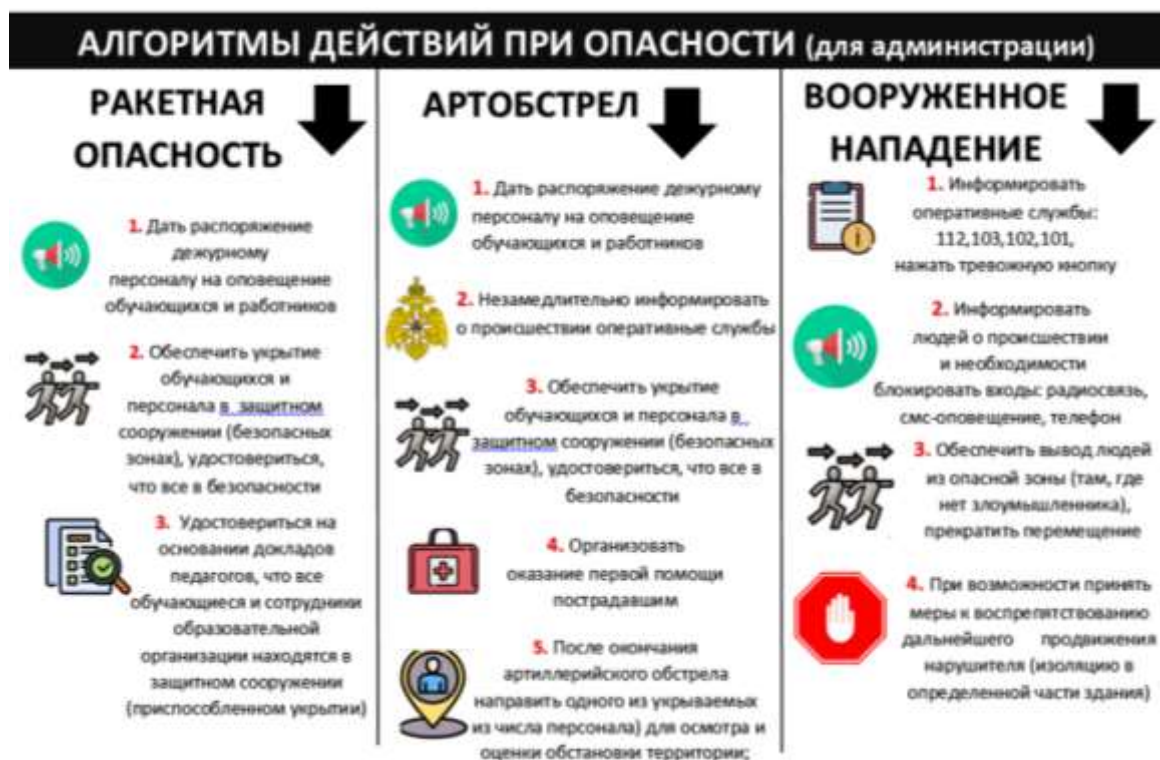 АЛГОРИТМЫ ДЕЙСТВИЙ ПРИ ОПАСНОСТИ (для администрации)
РАКЕТНАЯ
ОПАСНОСТЬ
1. Дать распоряжение
дежурному
персоналу на оповещение
обучающихся и работников
2. Обеспечить укрытие
обучающихся и
персонала в защитном
сооружении (безопасных
зонах), удостовериться,
что все в безопасности
3. Удостовериться на
основании докладов
педагогов, что все
обучающиеся и сотрудники
образовательной
организации находятся в
защитном сооружении
(приспособленном укрытии)
АРТОБСТРЕЛ
1. Дать распоряжение дежурному
персоналу на оповещение
обучающихся и работников
2. Незамедлительно информировать
о происшествии оперативные службы
3. Обеспечить укрытие
обучающихся и персонала в
защитном сооружении (безопасных
зонах), удостовериться, что все в
безопасности
4. Организовать
оказание первой помощи
пострадавшим
5. После окончания
артиллерийского обстрела
направить одного из укрываемых
из числа персонала) для осмотра и
оценки обстановки территории;
ВООРУЖЕННОЕ
НАПАДЕНИЕ
1. Информировать
оперативные службы:
112,103,102,101,
нажать тревожную кнопку
2. Информировать
людей о происшествии
и необходимости
блокировать входы: радиосвязь,
смс-оповещение, телефон
3. Обеспечить вывод людей
из опасной зоны (там, где
нет злоумышленника),
прекратить перемещение
4. При возможности принять
меры к воспрепятствованию
дальнейшего продвижения
нарушителя (изоляцию в
определенной части здания)